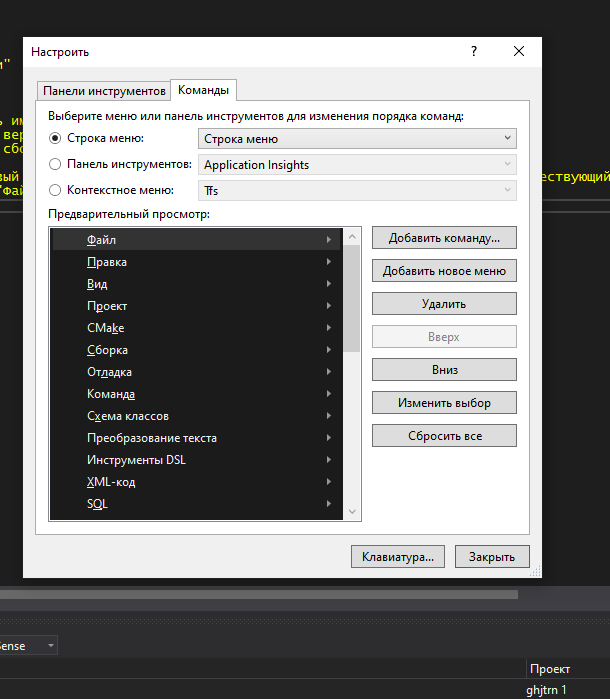 и"
Настроить
?
Панели инструментов
Команды
Выберите меню или панель инструментов для изменения порядка команд:
Строка меню:
Строка меню
Панель инструментов:
Application Insights
Контекстное меню:
Tfs
ествующий
Предварительный просмотр:
Файл
Правка
Вид
Проект
CMake
Сборка
Отладка
Команда
Схема классов
Преобразование текста
Инструменты DSL
XML-код
SQL
Добавить команду...
Добавить новое меню
Удалить
Вверх
Вниз
Изменить выбор
Сбросить все
Клавиатура...
Закрыть
Sense
Проект
ghjtrn 1